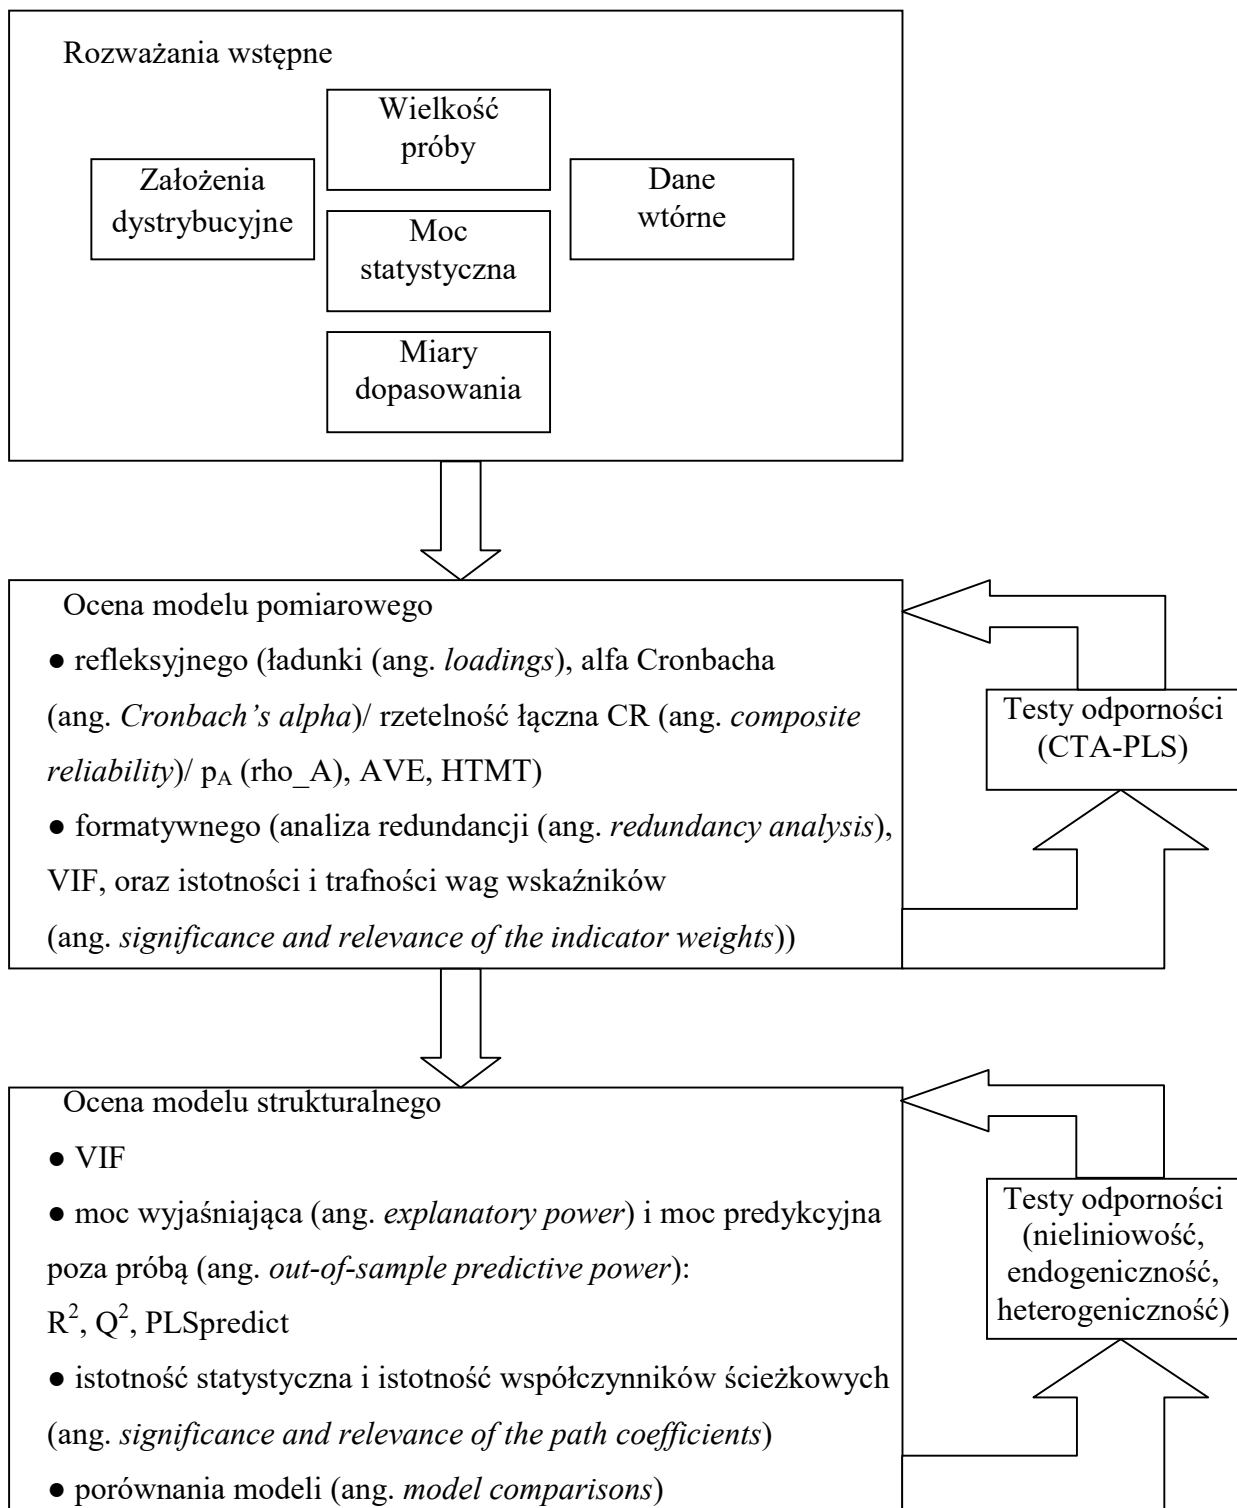 Rozważania wstępne
Wielkość
próby
Założenia
dystrybucyjne
Dane
wtórne
Moc
statystyczna
Miary
dopasowania
Ocena modelu pomiarowego
● refleksyjnego (ładunki (ang. loadings), alfa Cronbacha
(ang. Cronbach’s alpha)/ rzetelność łączna CR (ang. composite
reliability)/ pA (rho_A), AVE, HTMT)
● formatywnego (analiza redundancji (ang. redundancy analysis),
VIF, oraz istotności i trafności wag wskaźników
(ang. significance and relevance of the indicator weights))
Testy odporności
(CTA-PLS)
Ocena modelu strukturalnego
● VIF
● moc wyjaśniająca (ang. explanatory power) i moc predykcyjna
poza próbą (ang. out-of-sample predictive power):
R², Q², PLSpredict
● istotność statystyczna i istotność współczynników ścieżkowych
(ang. significance and relevance of the path coefficients)
● porównania modeli (ang. model comparisons)
Testy odporności
(nieliniowość,
endogeniczność,
heterogeniczność)